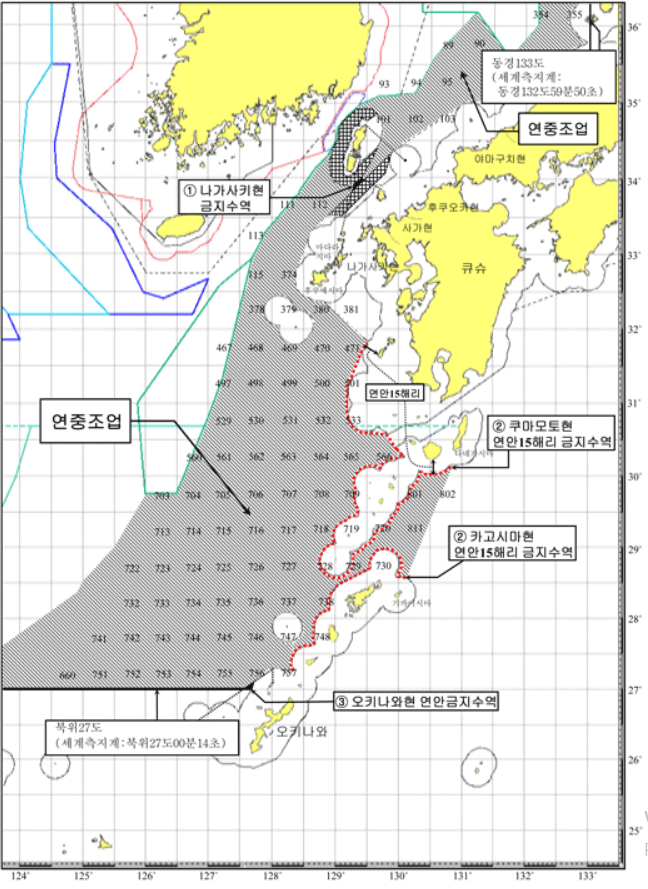 354 355
36˚
89 90
동경133도
(세계측지계:
동경132도59분50초)
93 94 95
35˚
101 102 103
연중조업
야마구치현
① 나가사키현
금지수역
34˚
111 112
후쿠오카현
사가현
113
33˚
나가사키현
큐슈
115 374
378 379 380 381
32˚
467 468 469 470 471
497 498 499 500 501
연안15해리
31˚
연중조업
529 530 531 532 533
② 쿠마모토현
연안15해리 금지수역
560 561 562 563 564 565 566
30˚
703 704 705 706 707 708 709 801 802
713 714 715 716 717 718 719 720 811
② 카고시마현
연안15해리 금지수역
29˚
722 723 724 725 726 727 728 729 730
732 733 734 735 736 737 738
28˚
741 742 743 744 745 746 747 748
660 751 752 753 754 755 756 757
27˚
③ 오키나와현 연안금지수역
북위27도
(세계측지계:북위27도00분14초)
오키나와
26˚
25˚
124˚ 125˚ 126˚ 127˚ 128˚ 129˚ 130˚ 131˚ 132˚ 133˚